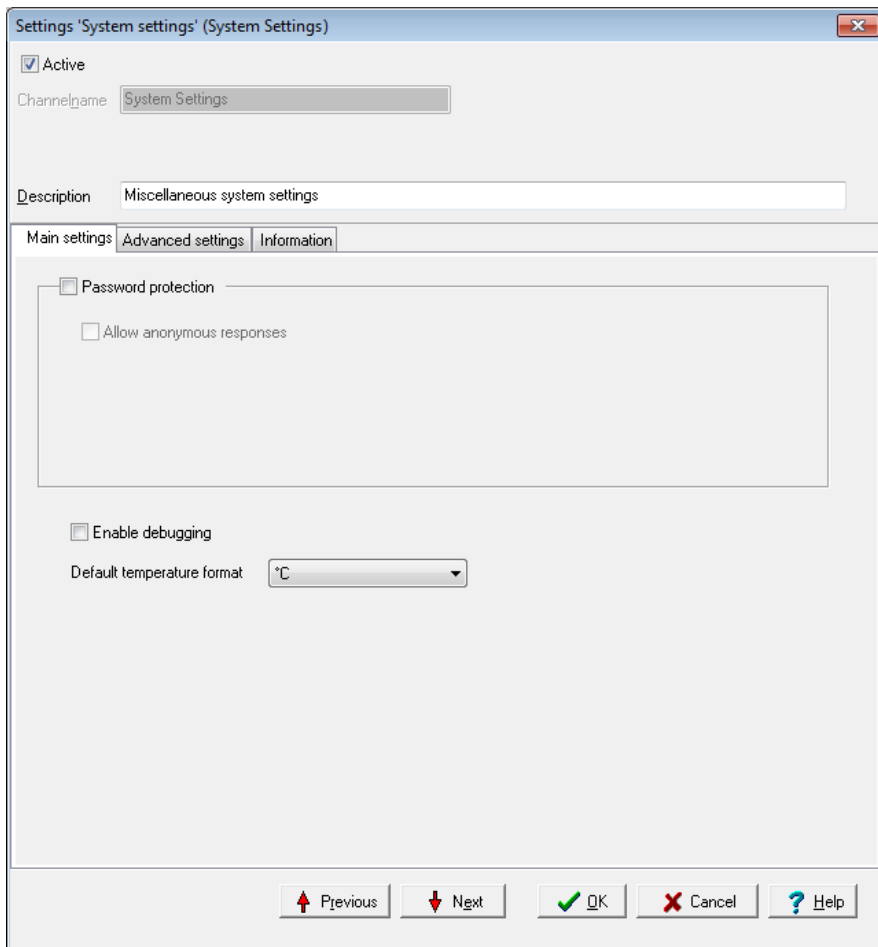 Settings 'System settings' (System Settings)
Active
Channelname System Settings
Description Miscellaneous system settings
Main settings Advanced settings Information
Password protection
Allow anonymous responses
Enable debugging
Default temperature format °C
Previous Next OK Cancel ? Help